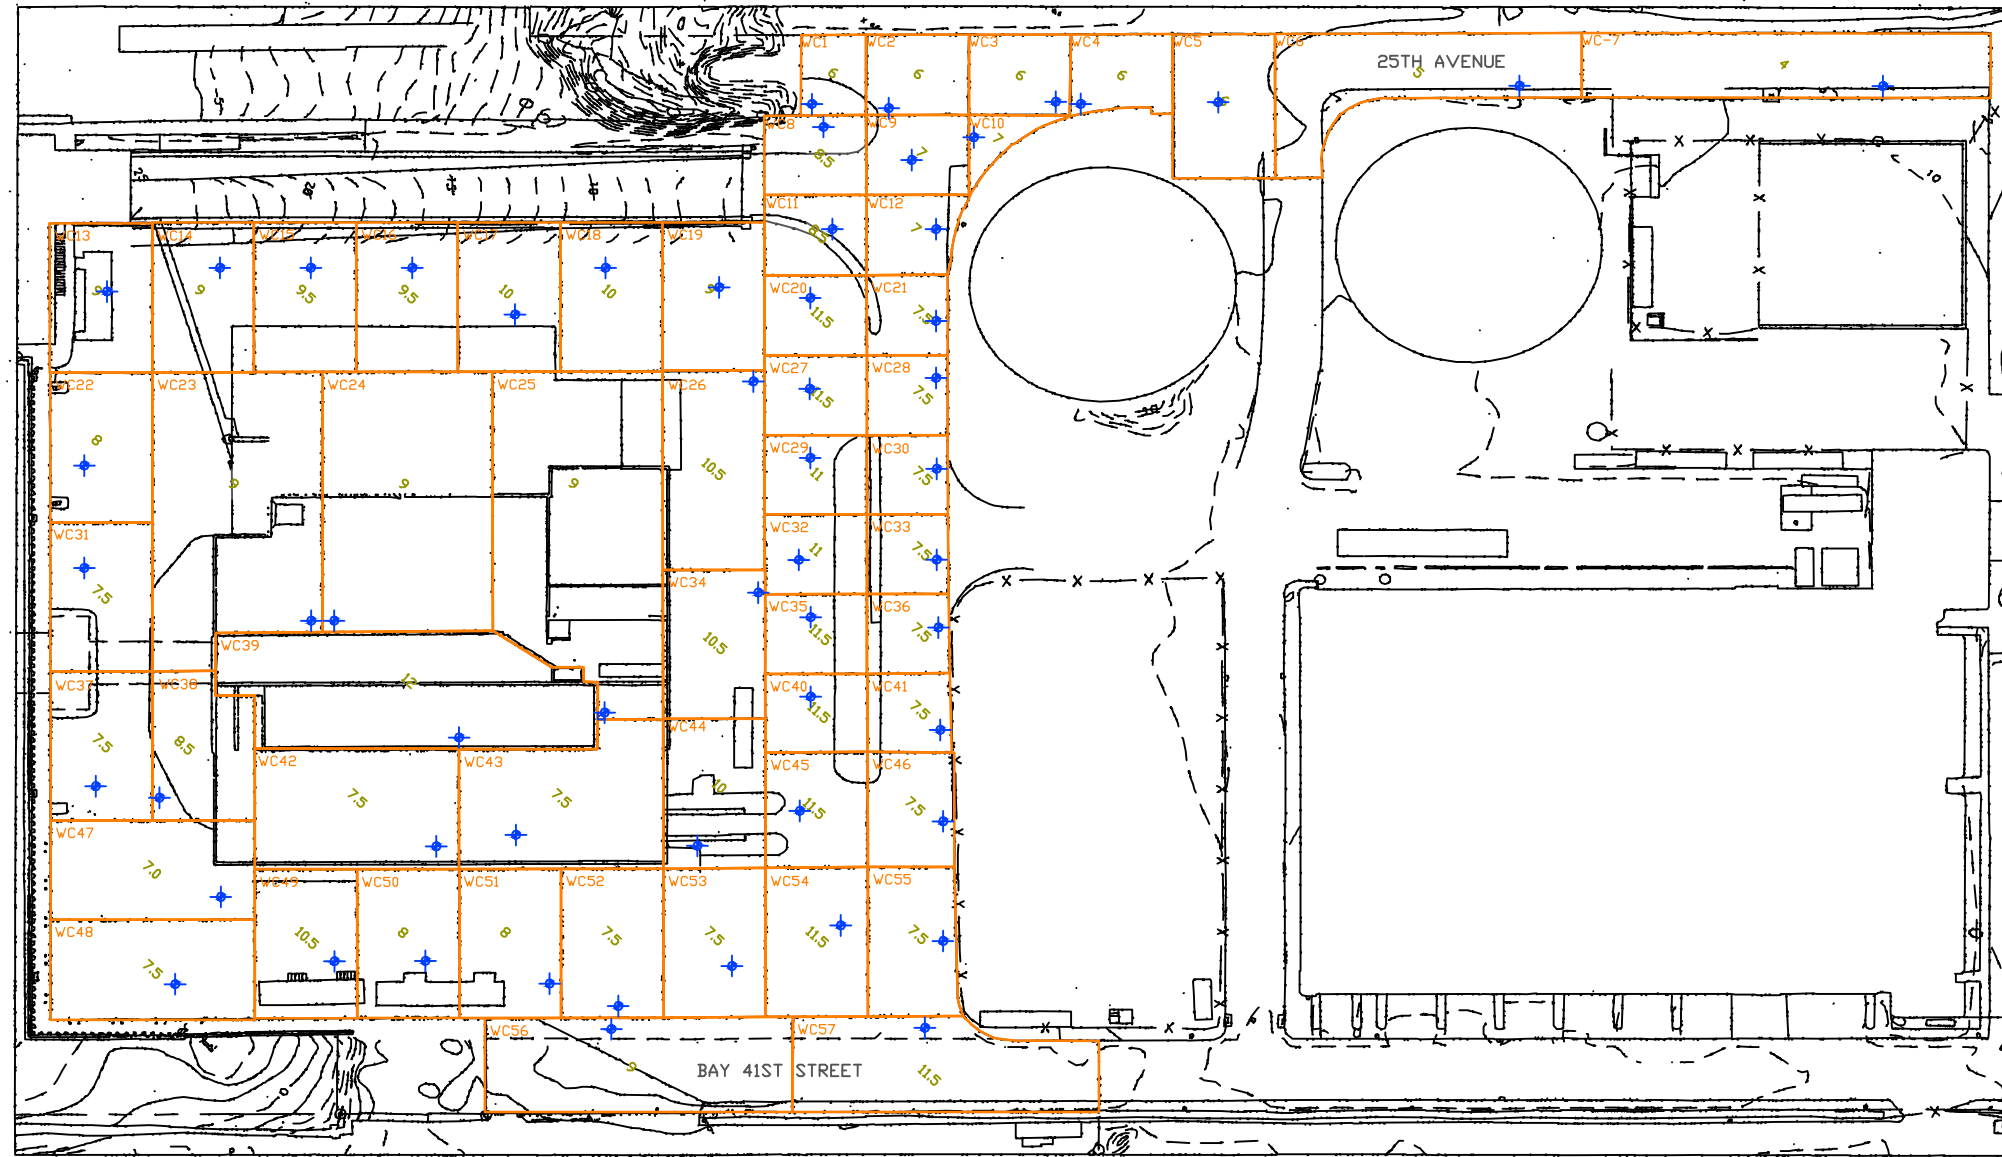 WC1
WC2
WC3
WC4
WC5
WC6
WC-7
25TH AVENUE
6
6
6
6
5
4
WC8
WC9
WC10
8.5
7
7
WC11
WC12
8.5
7
WC13
WC14
WC15
WC16
WC17
WC18
WC19
9
9
9.5
9.5
10
10
9
WC20
WC21
11.5
7.5
WC22
WC23
WC24
WC25
WC26
WC27
WC28
11.5
7.5
8
9
9
9
10.5
WC29
WC30
11
7.5
WC31
WC32
WC33
7.5
11
7.5
WC34
WC35
WC36
10.5
11.5
7.5
WC37
WC38
WC39
12
WC40
WC41
7.5
8.5
11.5
7.5
WC42
WC43
WC44
7.5
7.5
10
WC45
WC46
11.5
7.5
WC47
7.0
WC48
7.5
WC49
WC50
WC51
WC52
WC53
WC54
WC55
10.5
8
8
7.5
7.5
11.5
7.5
WC56
WC57
BAY 41ST STREET
9
11.5
10